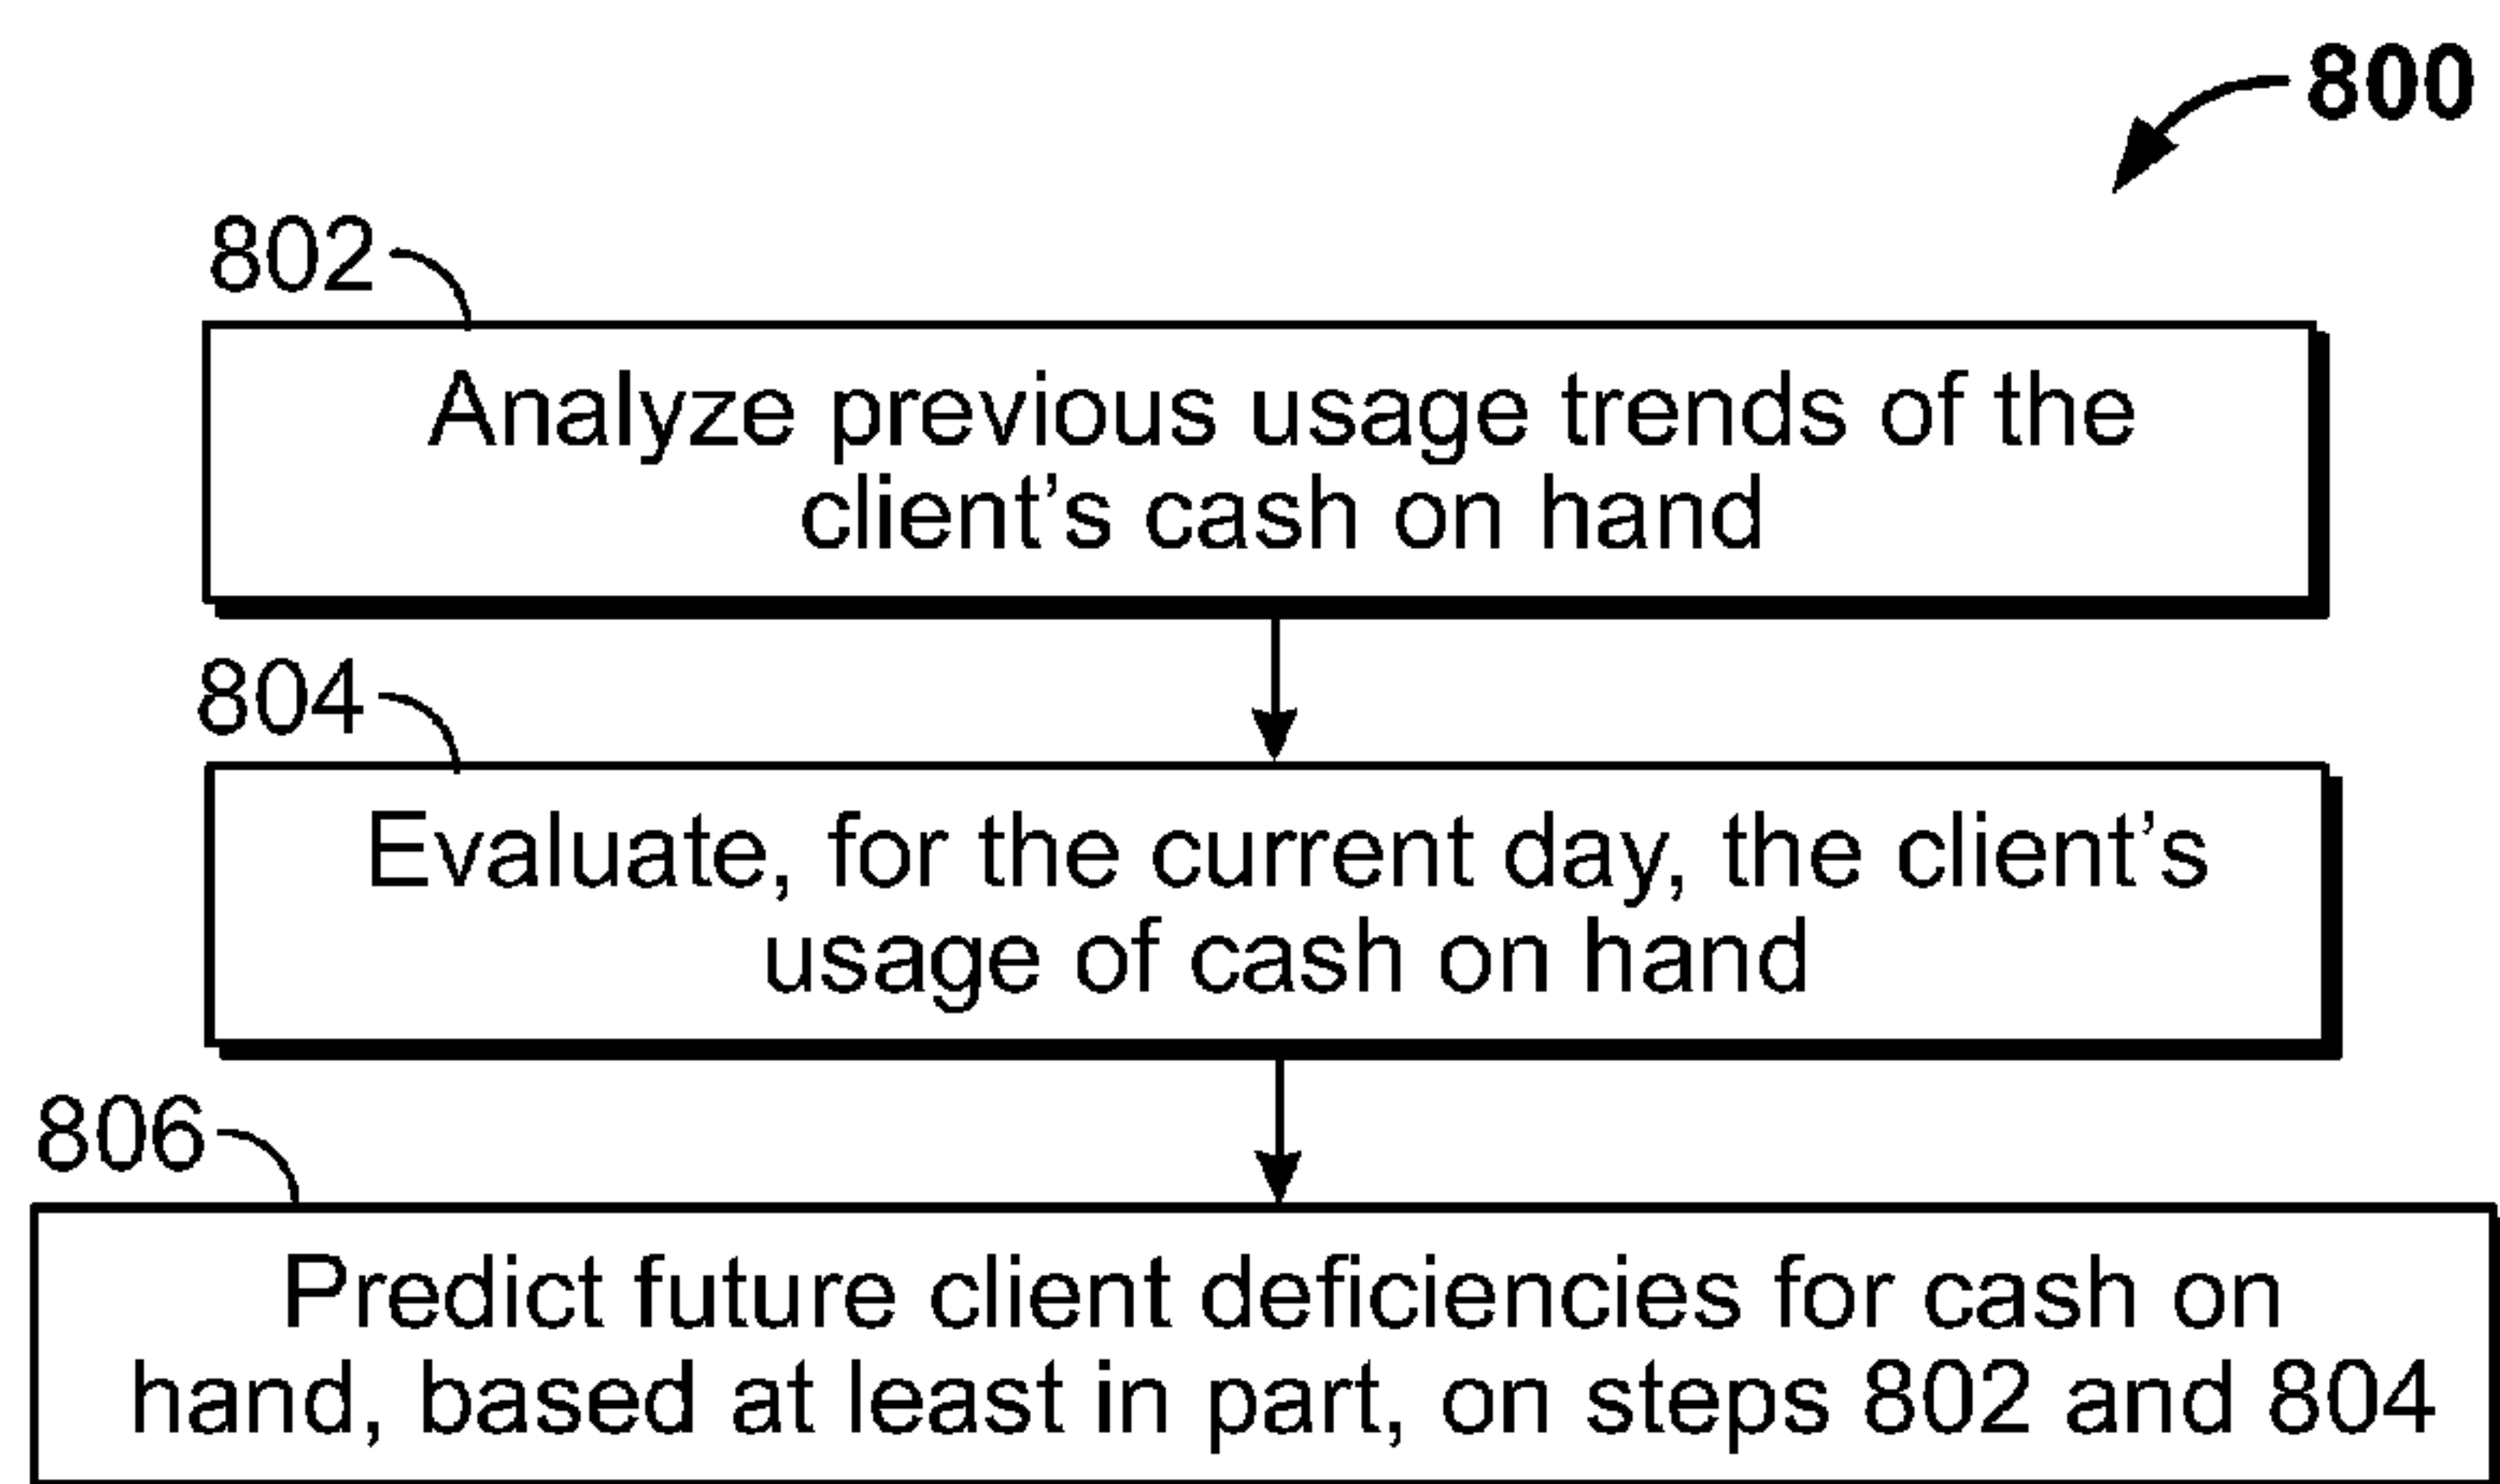 800
802
Analyze previous usage trends of the
client’s cash on hand
804
Evaluate, for the current day, the client’s
usage of cash on hand
806
Predict future client deficiencies for cash on
hand, based at least in part, on steps 802 and 804